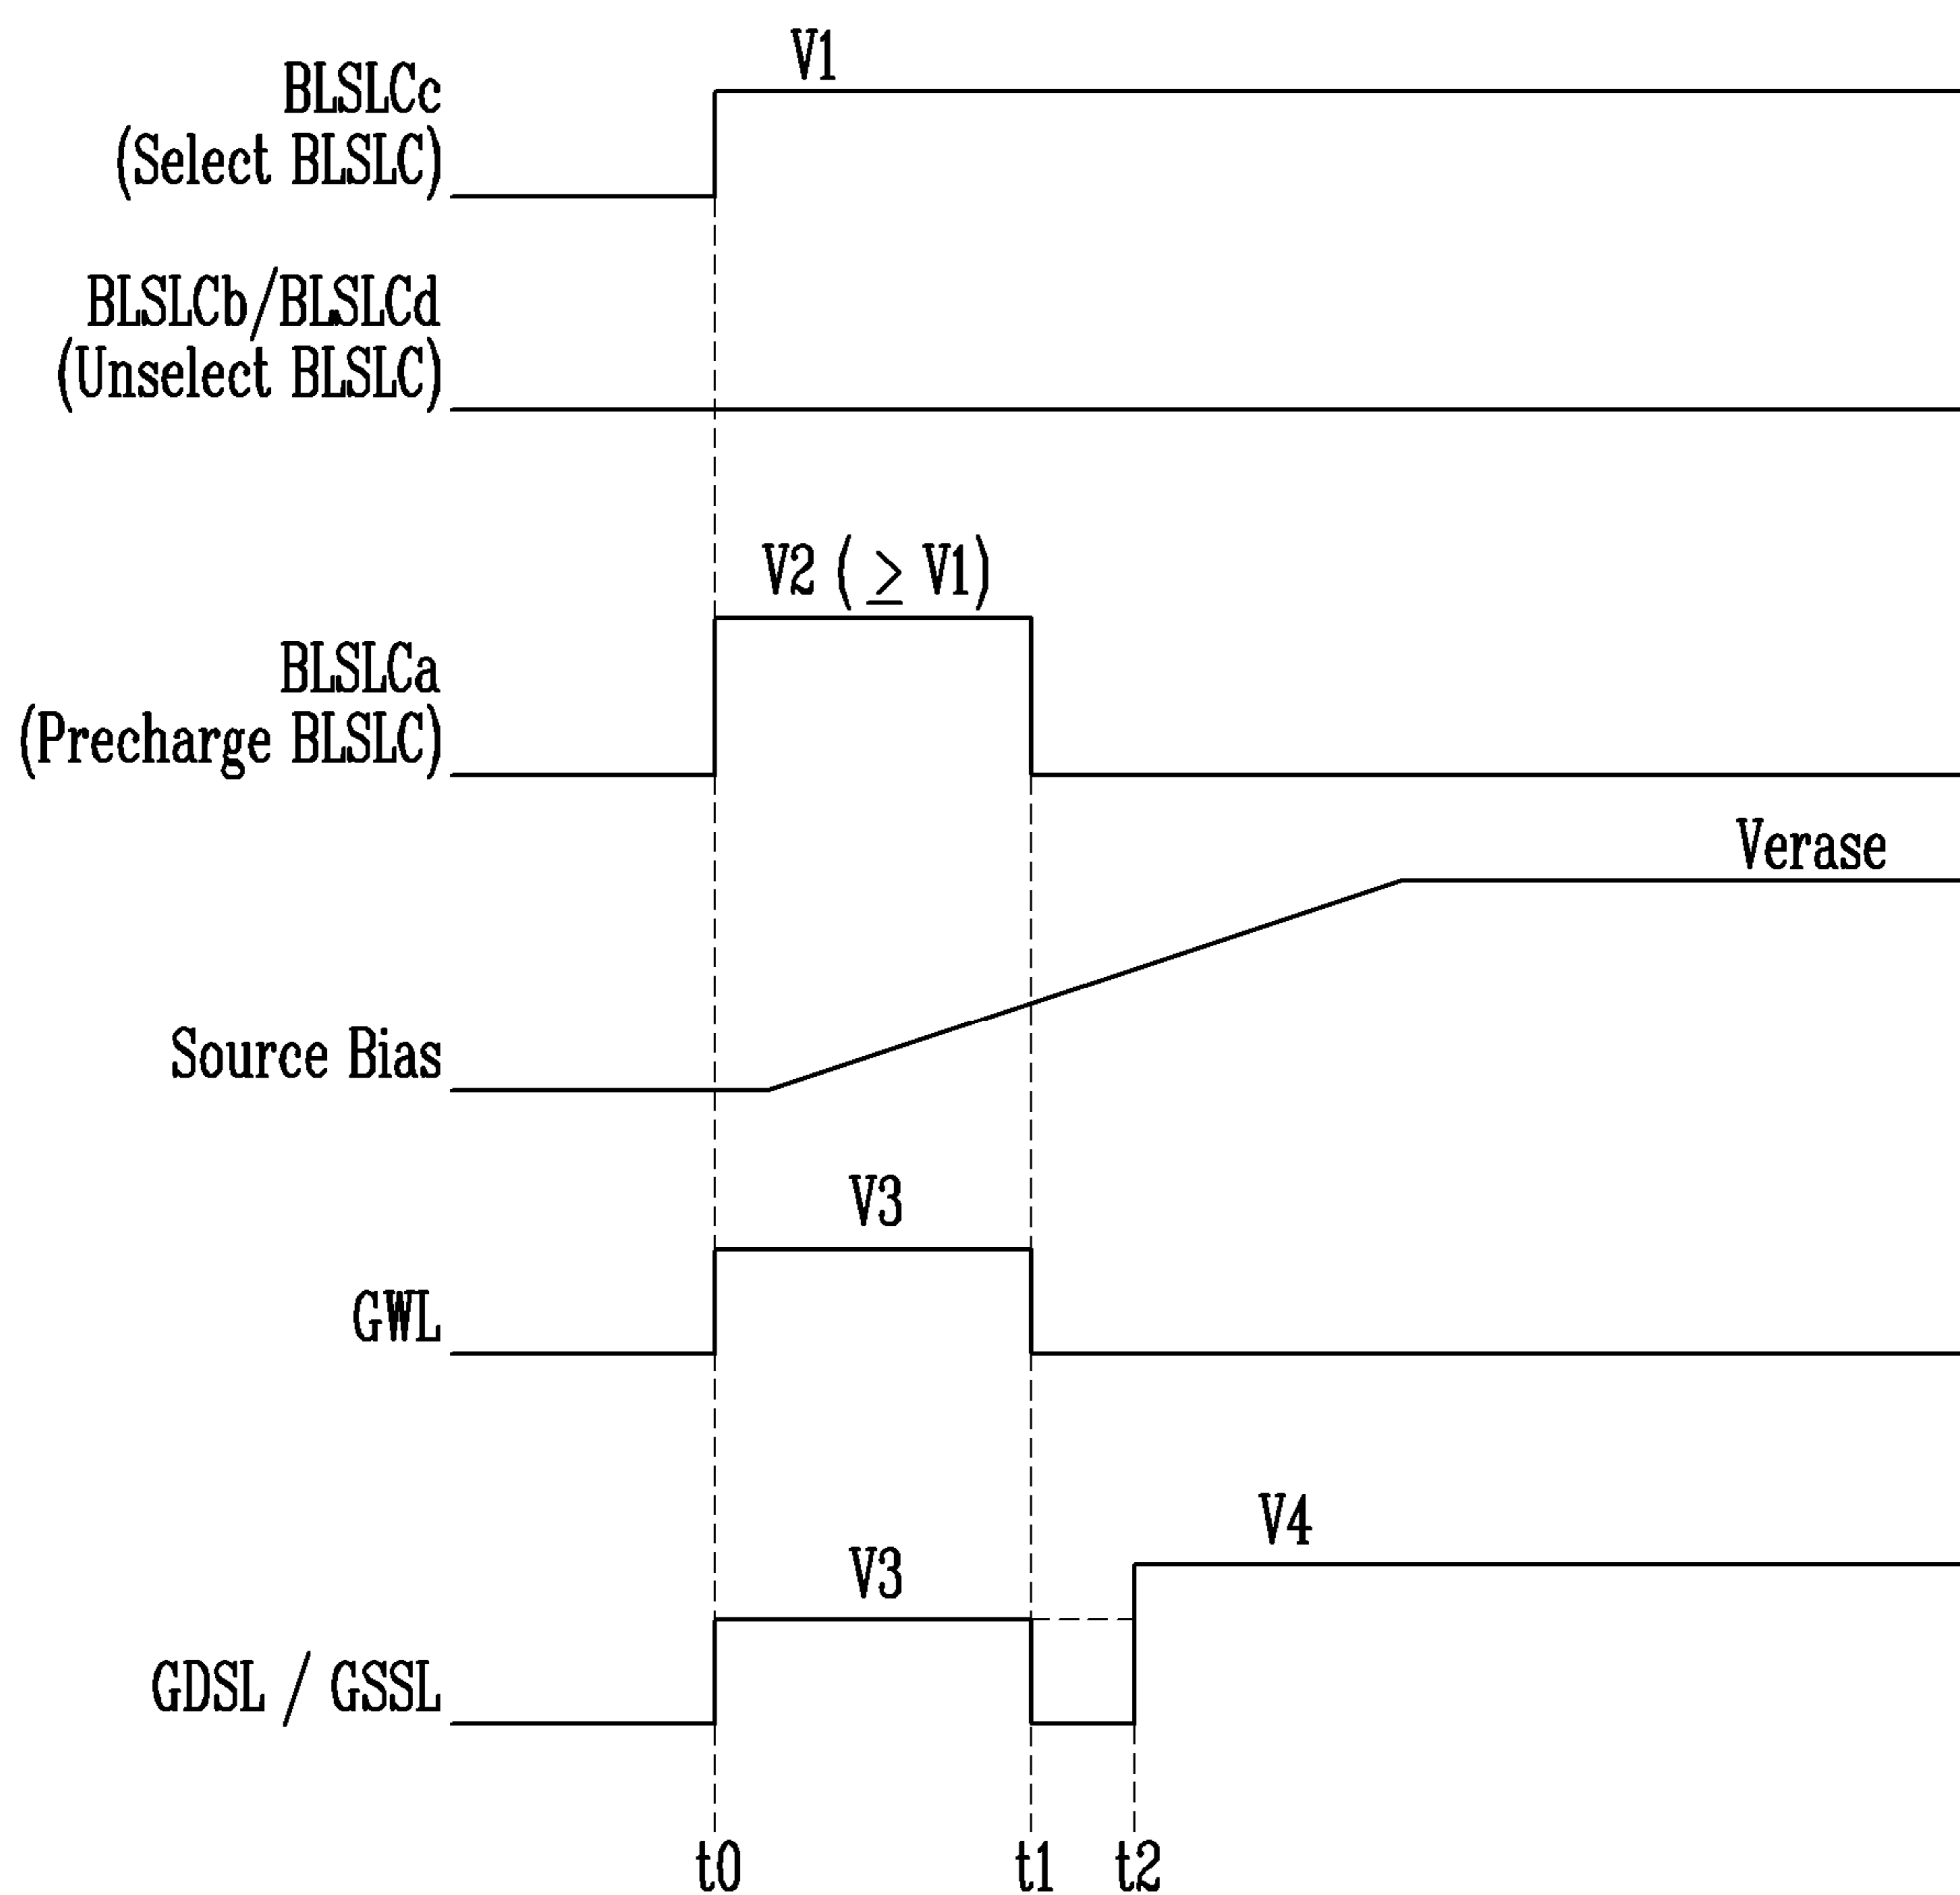 V1
BLSLCc
(Select BLSLC)
BLSLCb/BLSLCd
(Unselect BLSLC)
V2 ( ≥ V1)
BLSLCa
(Precharge BLSLC)
Verase
Source Bias
V3
GWL
V4
V3
GDSL / GSSL
t0 t1 t2